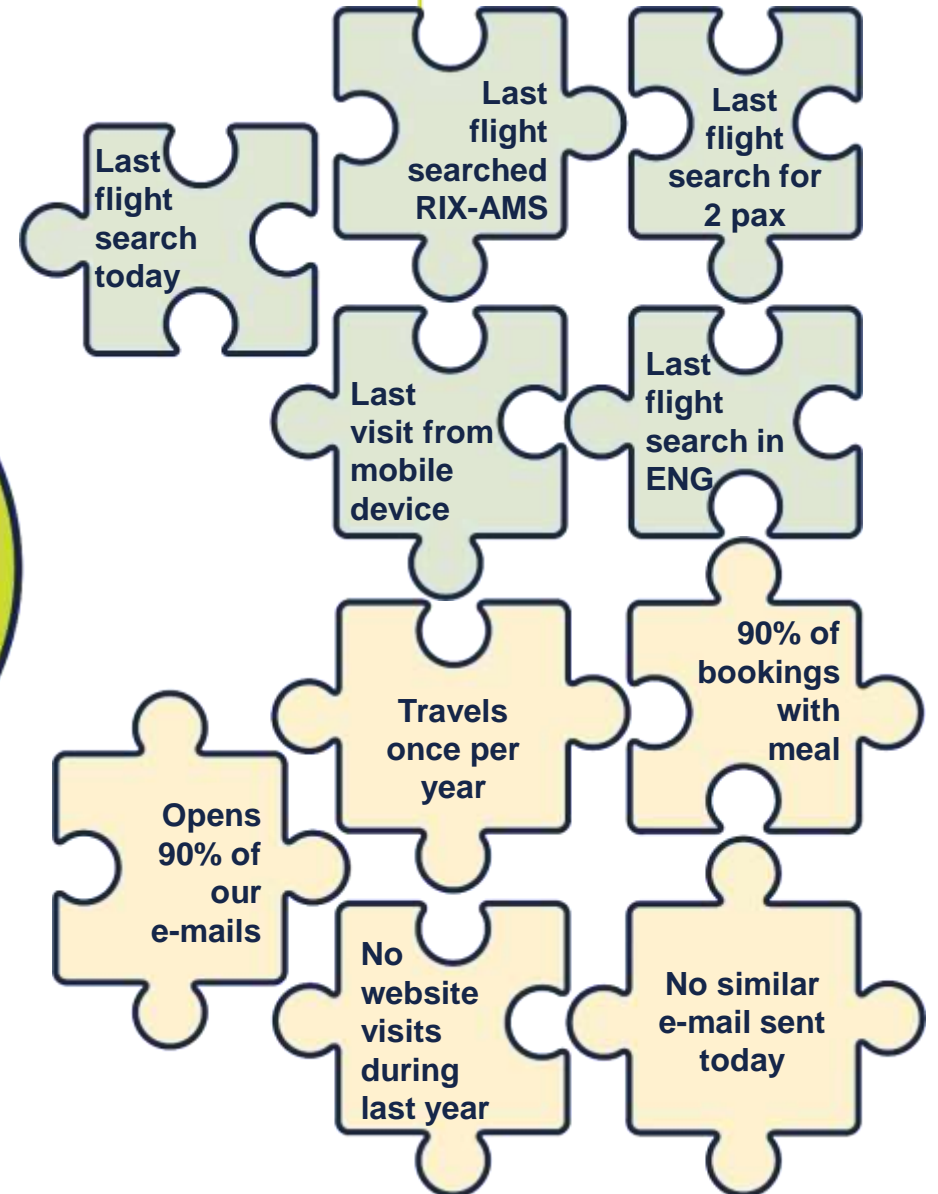 Last
flight
search
today
Last
flight
searched
RIX-AMS
Last
flight
search for
2 pax
Last
visit from
mobile
device
Last
flight
search in
ENG
Travels
once per
year
90% of
bookings
with
meal
Opens
90% of
our
e-mails
No
website
visits
during
last year
No similar
e-mail sent
today